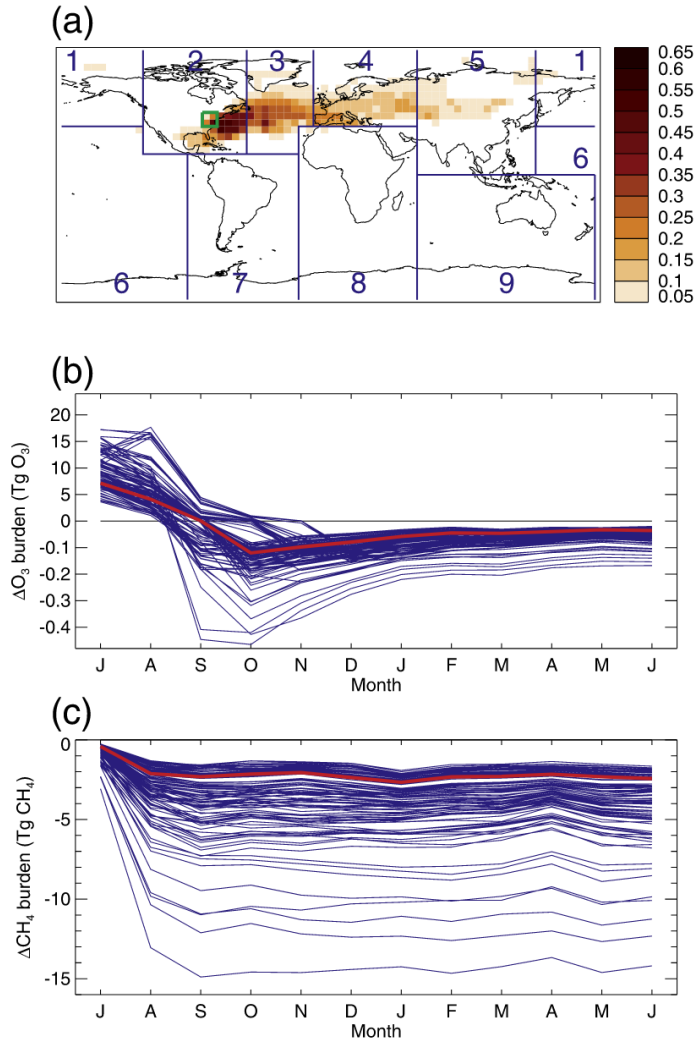 (a)
1 2 3 4 5 1
6
6 7 8 9
0.65
0.6
0.55
0.5
0.45
0.4
0.35
0.3
0.25
0.2
0.15
0.1
0.05
(b)
ΔO3 burden (Tg O3)
20
15
10
5
0
-0.1
-0.2
-0.3
-0.4
J A S O N D J F M A M J
Month
(c)
ΔCH4 burden (Tg CH4)
0
-5
-10
-15
J A S O N D J F M A M J
Month